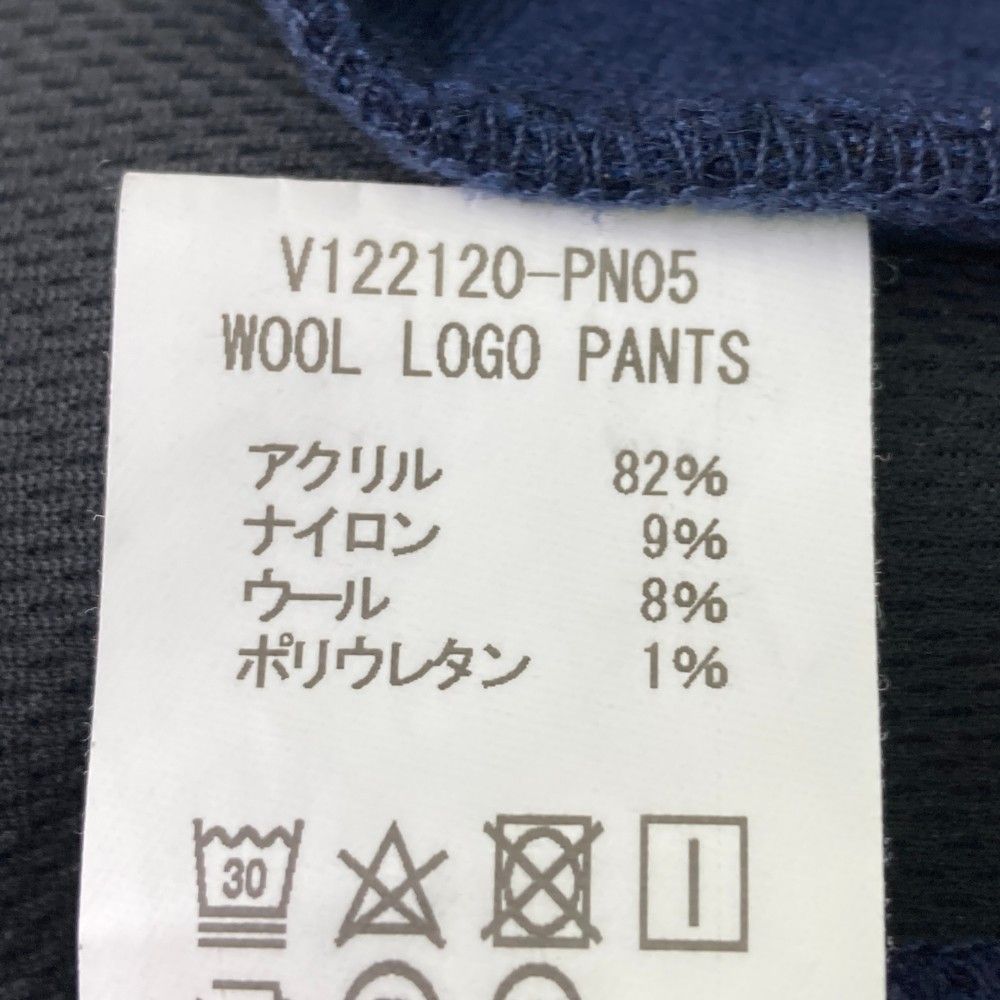 V122120-PN05
WOOL LOGO PANTS
アクリル 82%
ナイロン 9%
ウール 8%
ポリウレタン 1%
30